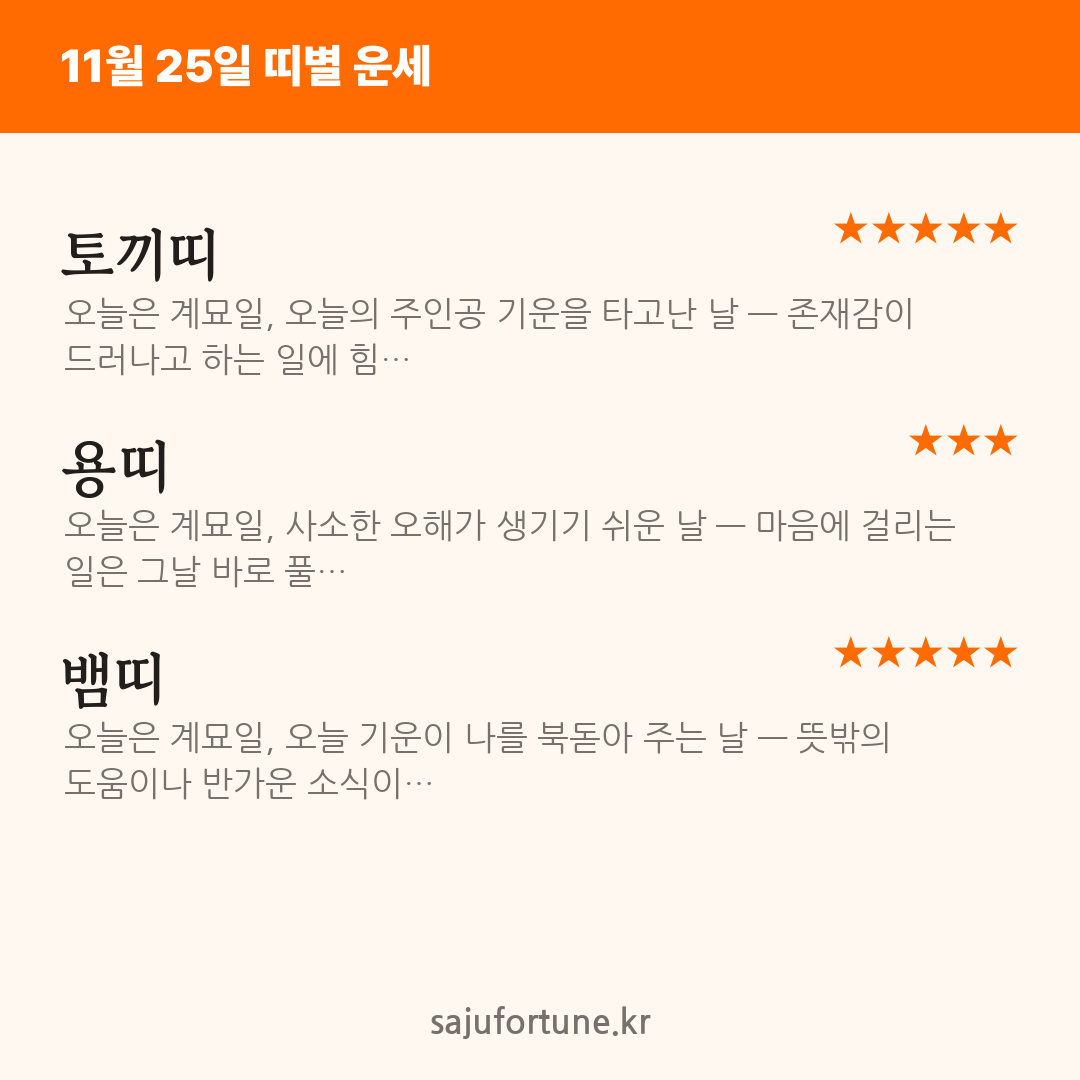 11월 25일 띠별 운세
토끼띠
★★★★★
오늘은 계묘일, 오늘의 주인공 기운을 타고난 날 — 존재감이
드러나고 하는 일에 힘…
용띠
★★★
오늘은 계묘일, 사소한 오해가 생기기 쉬운 날 — 마음에 걸리는
일은 그날 바로 풀…
뱀띠
★★★★★
오늘은 계묘일, 오늘 기운이 나를 북돋아 주는 날 — 뜻밖의
도움이나 반가운 소식이…
sajufortune.kr